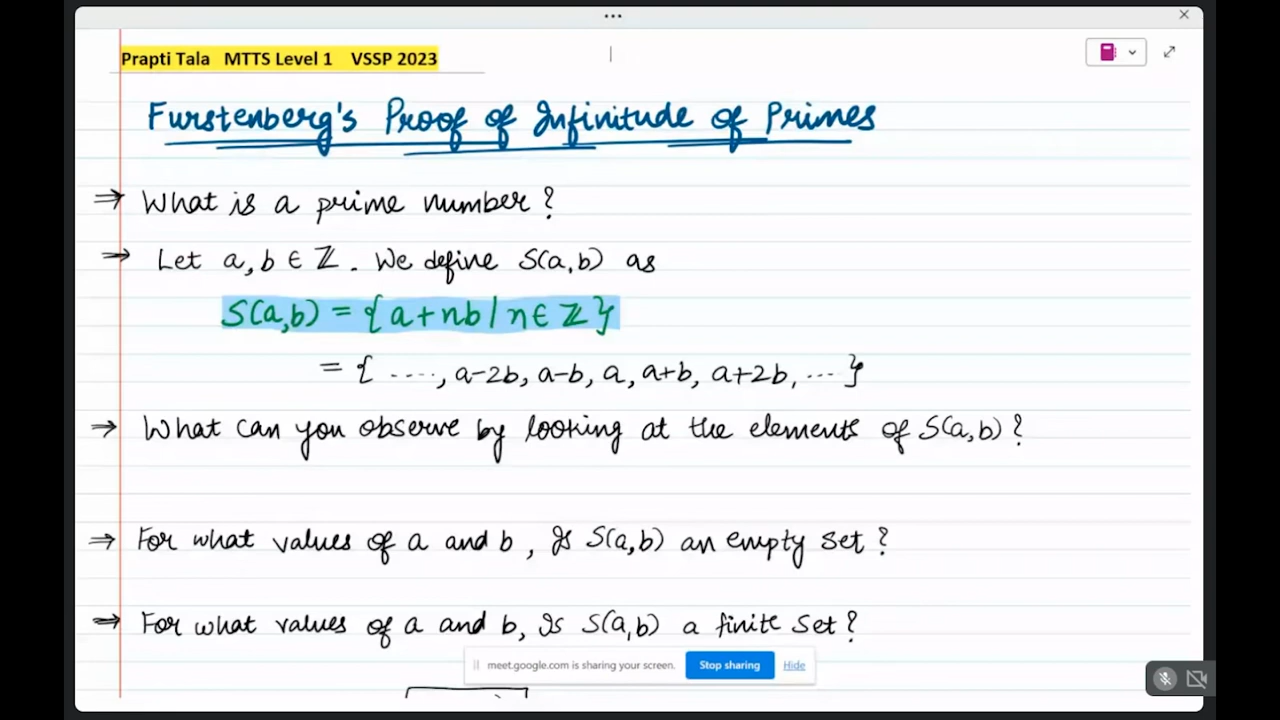 Prapti Tala MTTS Level 1 VSSP 2023
Furstenberg's Proof of Infinitude of Primes
⇒ What is a prime number?
⇒ Let a, b ∈ ℤ. We define S(a,b) as
S(a,b) = { a+nb | n ∈ ℤ }
= { ...., a-2b, a-b, a, a+b, a+2b, .... }
⇒ What can you observe by looking at the elements of S(a,b)?
⇒ For what values of a and b, Is S(a,b) an empty set?
⇒ For what values of a and b, Is S(a,b) a finite set?
meet.google.com is sharing your screen. Stop sharing Hide